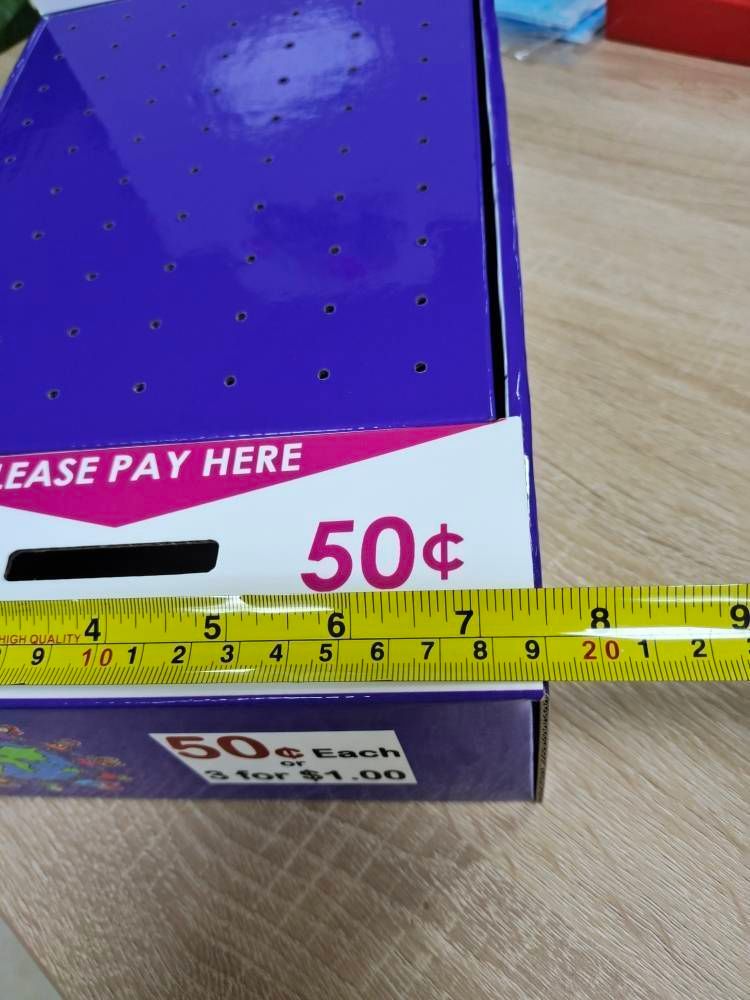 LEASE PAY HERE
50¢
4 5 6 7 8 9
HIGH QUALITY
9 10 1 2 3 4 5 6 7 8 9 20 1 2 3
50¢ Each
or
3 for $1.00